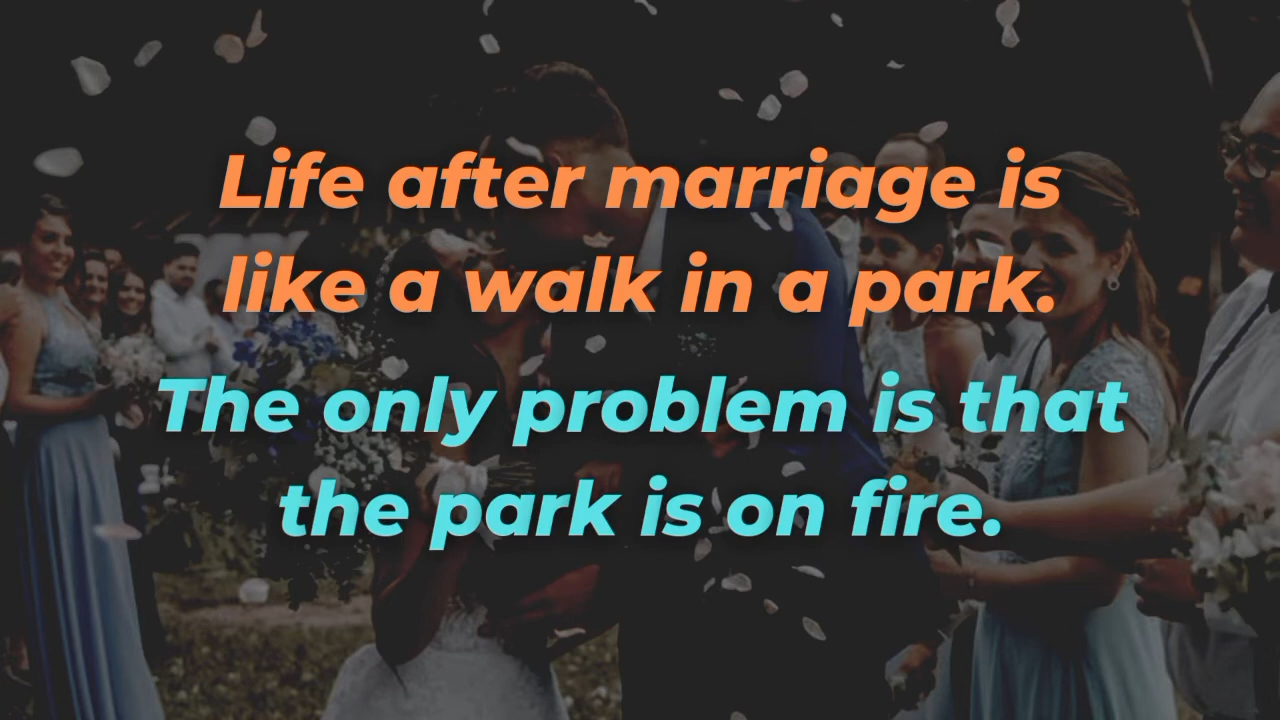 Life after marriage is
like a walk in a park.
The only problem is that
the park is on fire.